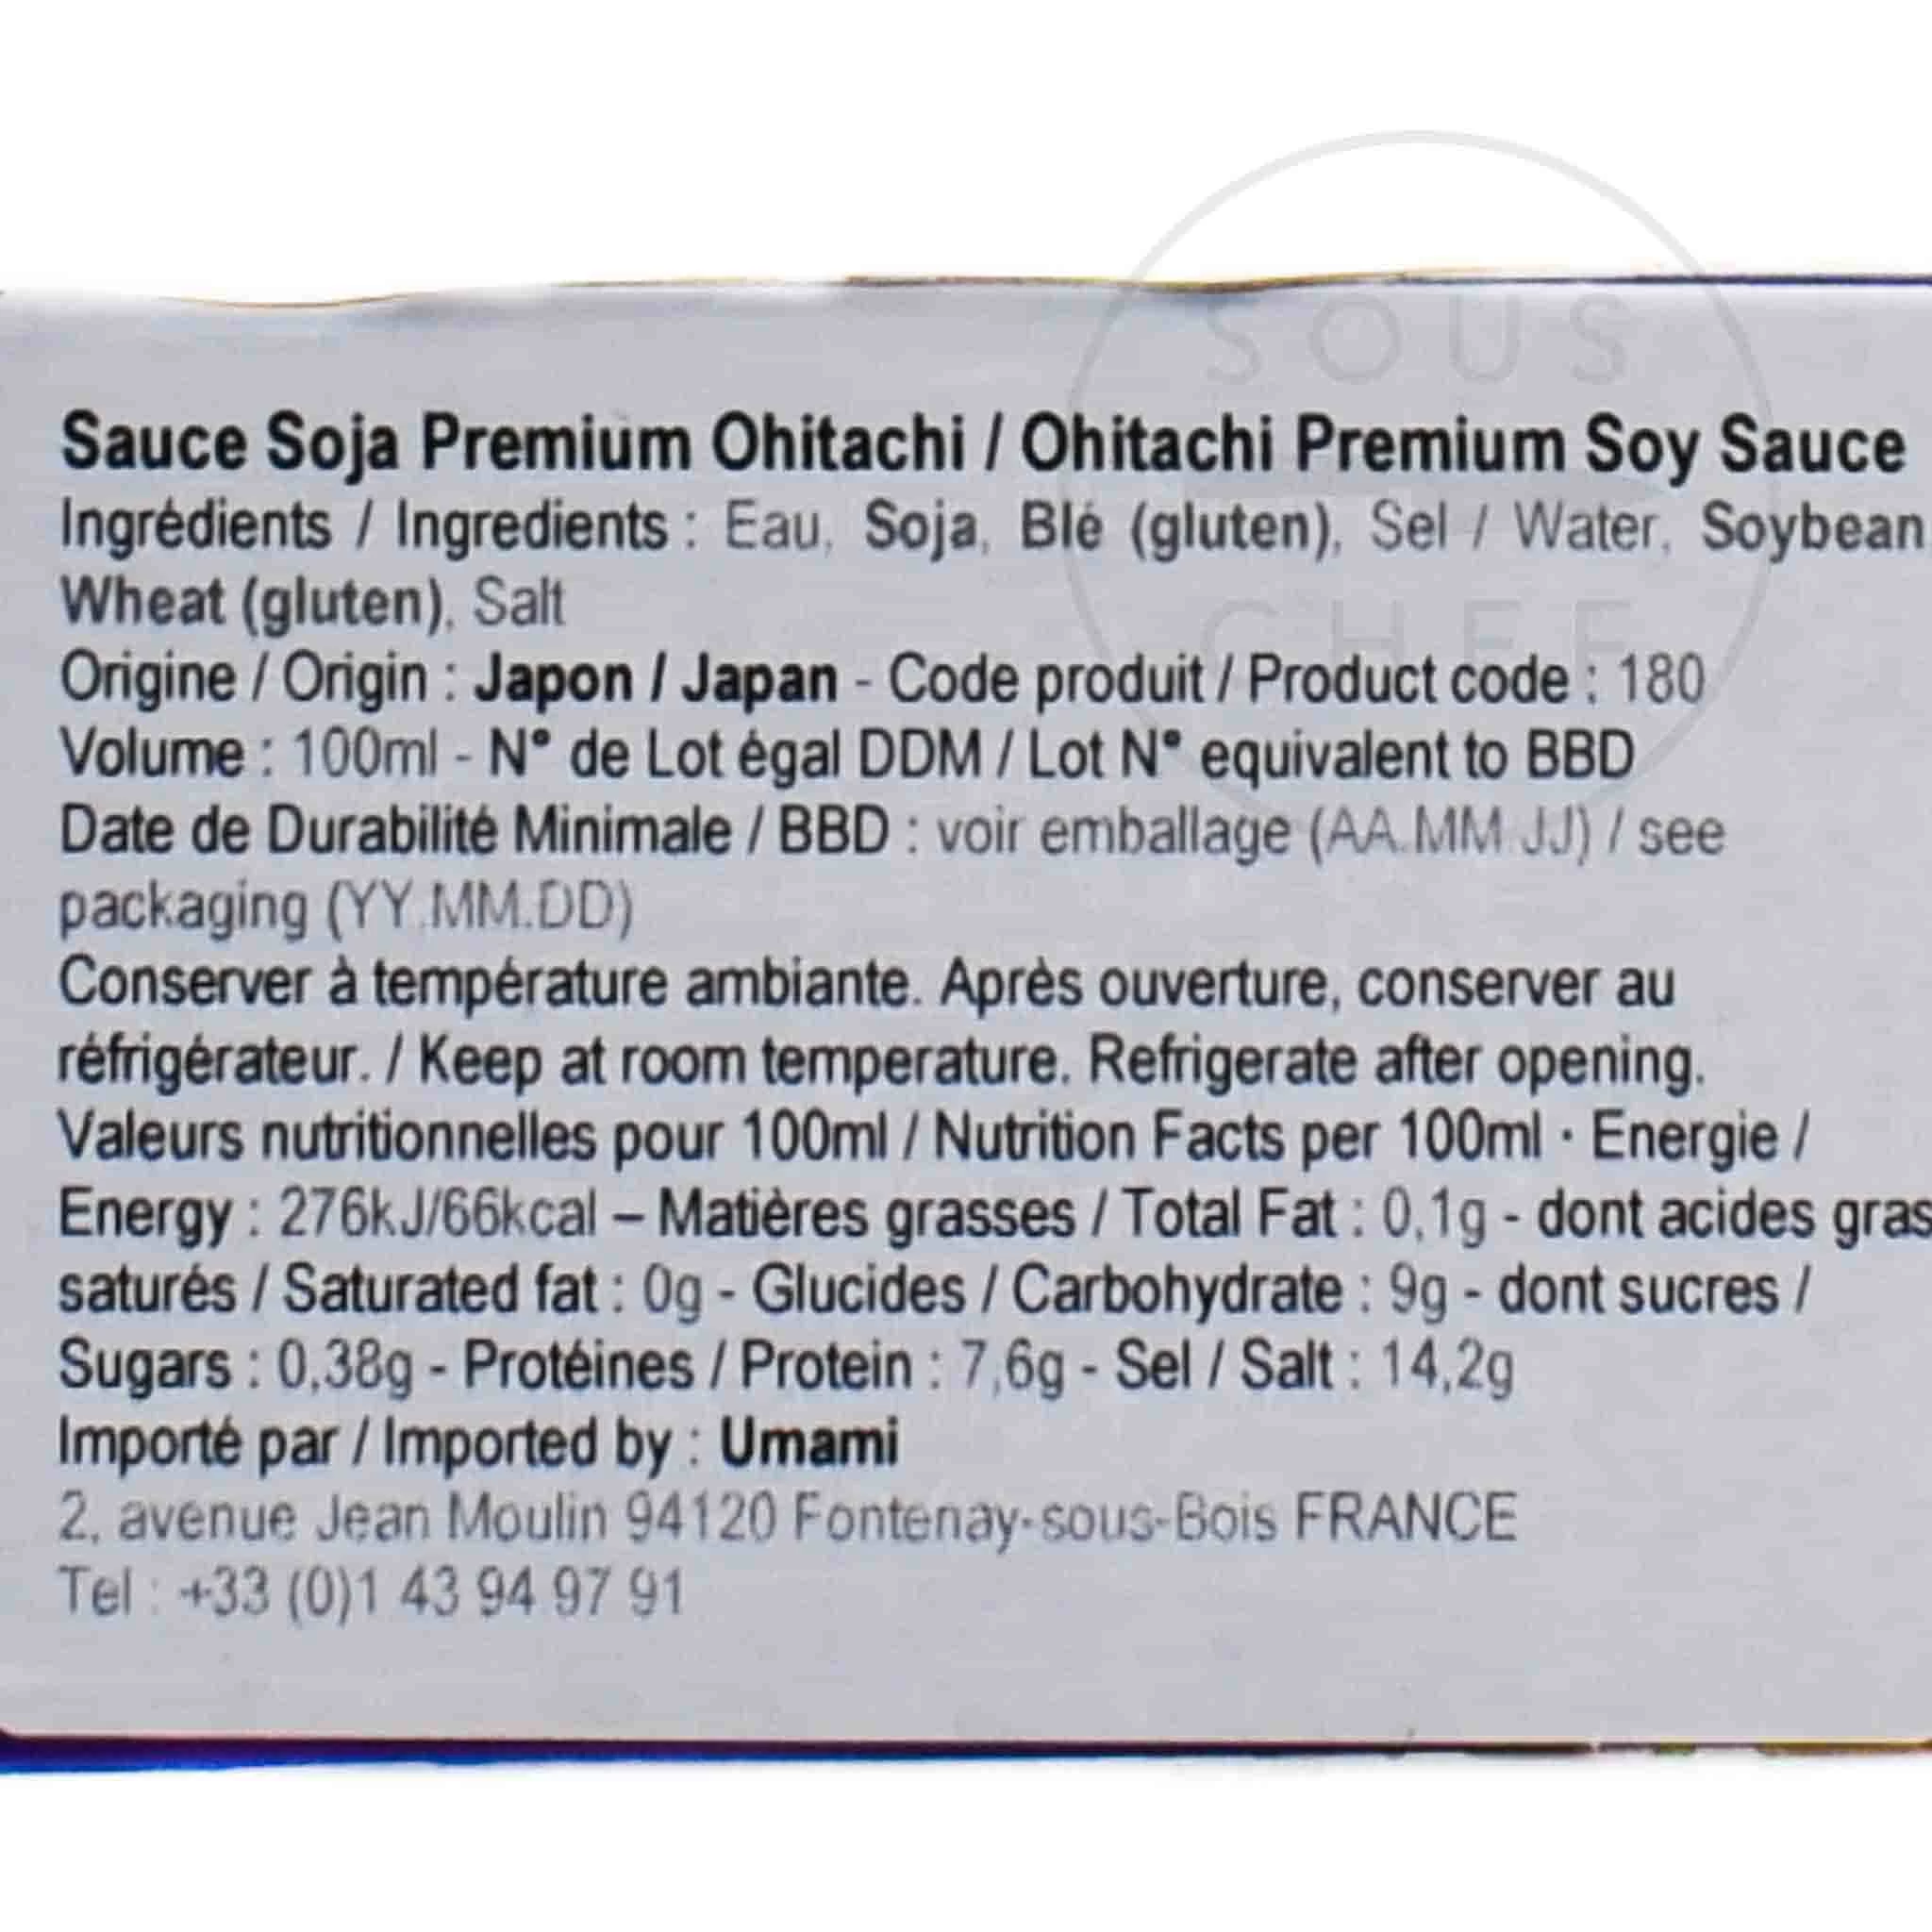 SOUS
CHEF
Sauce Soja Premium Ohitachi / Ohitachi Premium Soy Sauce
Ingrédients / Ingredients : Eau, Soja, Blé (gluten), Sel / Water, Soybean
Wheat (gluten), Salt
Origine / Origin : Japon / Japan - Code produit / Product code : 180
Volume : 100ml - N° de Lot égal DDM / Lot N° equivalent to BBD
Date de Durabilité Minimale / BBD : voir emballage (AA.MM.JJ) / see
packaging (YY.MM.DD)
Conserver à température ambiante. Après ouverture, conserver au
réfrigérateur. / Keep at room temperature. Refrigerate after opening.
Valeurs nutritionnelles pour 100ml / Nutrition Facts per 100ml · Energie /
Energy : 276kJ/66kcal – Matières grasses / Total Fat : 0,1g - dont acides gras
saturés / Saturated fat : 0g - Glucides / Carbohydrate : 9g - dont sucres /
Sugars : 0,38g - Protéines / Protein : 7,6g - Sel / Salt : 14,2g
Importé par / Imported by : Umami
2, avenue Jean Moulin 94120 Fontenay-sous-Bois FRANCE
Tel : +33 (0)1 43 94 97 91